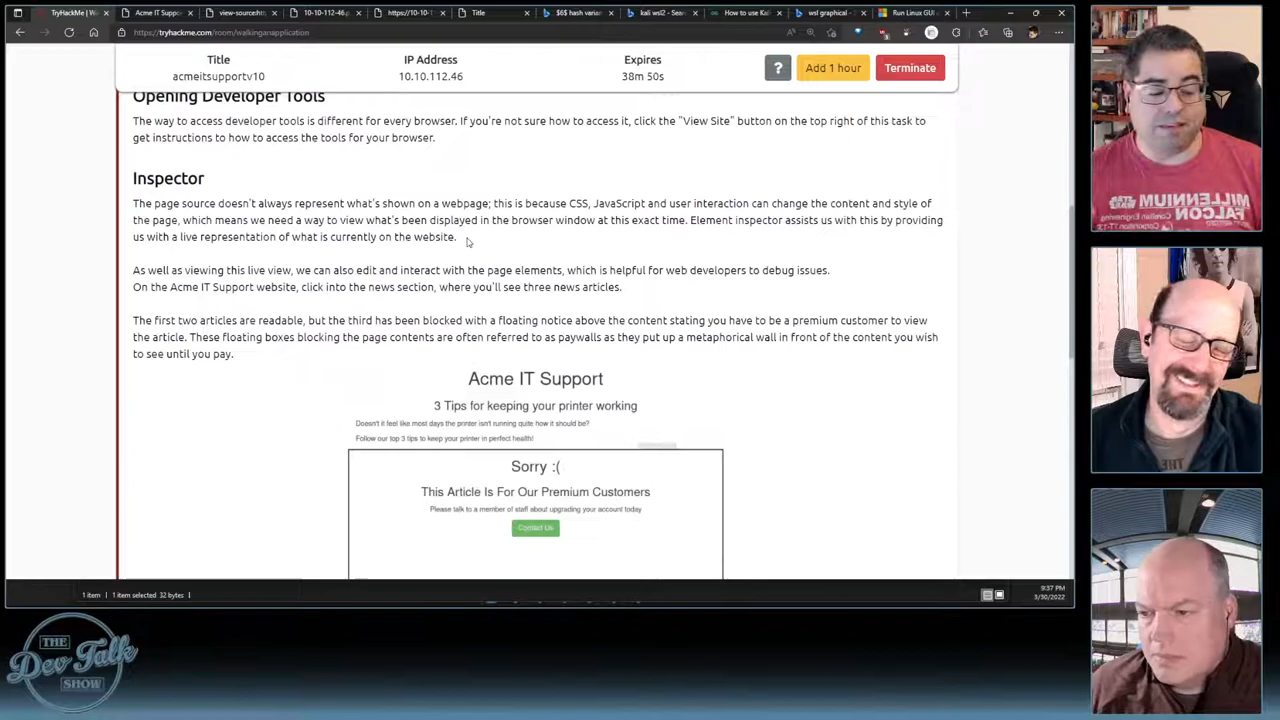 TryHackMe | W
Acme IT Suppo
view-source:htt
10-10-112-46.p
https://10-10-1
Title
$6$ hash varian
kali wsl2 - Sear
How to use Kal
wsl graphical -
Run Linux GUI a
https://tryhackme.com/room/walkinganapplication
Title
IP Address
Expires
acmeitsupportv10
10.10.112.46
38m 50s
?
Add 1 hour
Terminate
Opening Developer Tools
The way to access developer tools is different for every browser. If you're not sure how to access it, click the "View Site" button on the top right of this task to
get instructions to how to access the tools for your browser.
Inspector
The page source doesn't always represent what's shown on a webpage; this is because CSS, JavaScript and user interaction can change the content and style of
the page, which means we need a way to view what's been displayed in the browser window at this exact time. Element inspector assists us with this by providing
us with a live representation of what is currently on the website.
As well as viewing this live view, we can also edit and interact with the page elements, which is helpful for web developers to debug issues.
On the Acme IT Support website, click into the news section, where you'll see three news articles.
The first two articles are readable, but the third has been blocked with a floating notice above the content stating you have to be a premium customer to view
the article. These floating boxes blocking the page contents are often referred to as paywalls as they put up a metaphorical wall in front of the content you wish
to see until you pay.
Acme IT Support
3 Tips for keeping your printer working
Doesn't it feel like most days the printer isn't running quite how it should be?
Follow our top 3 tips to keep your printer in perfect health!
Sorry :(
This Article Is For Our Premium Customers
Please talk to a member of staff about upgrading your account today
Contact Us
1 item
1 item selected 32 bytes
9:37 PM
3/30/2022
THE
Dev Talk
SHOW
MILLENNIUM
FALCON